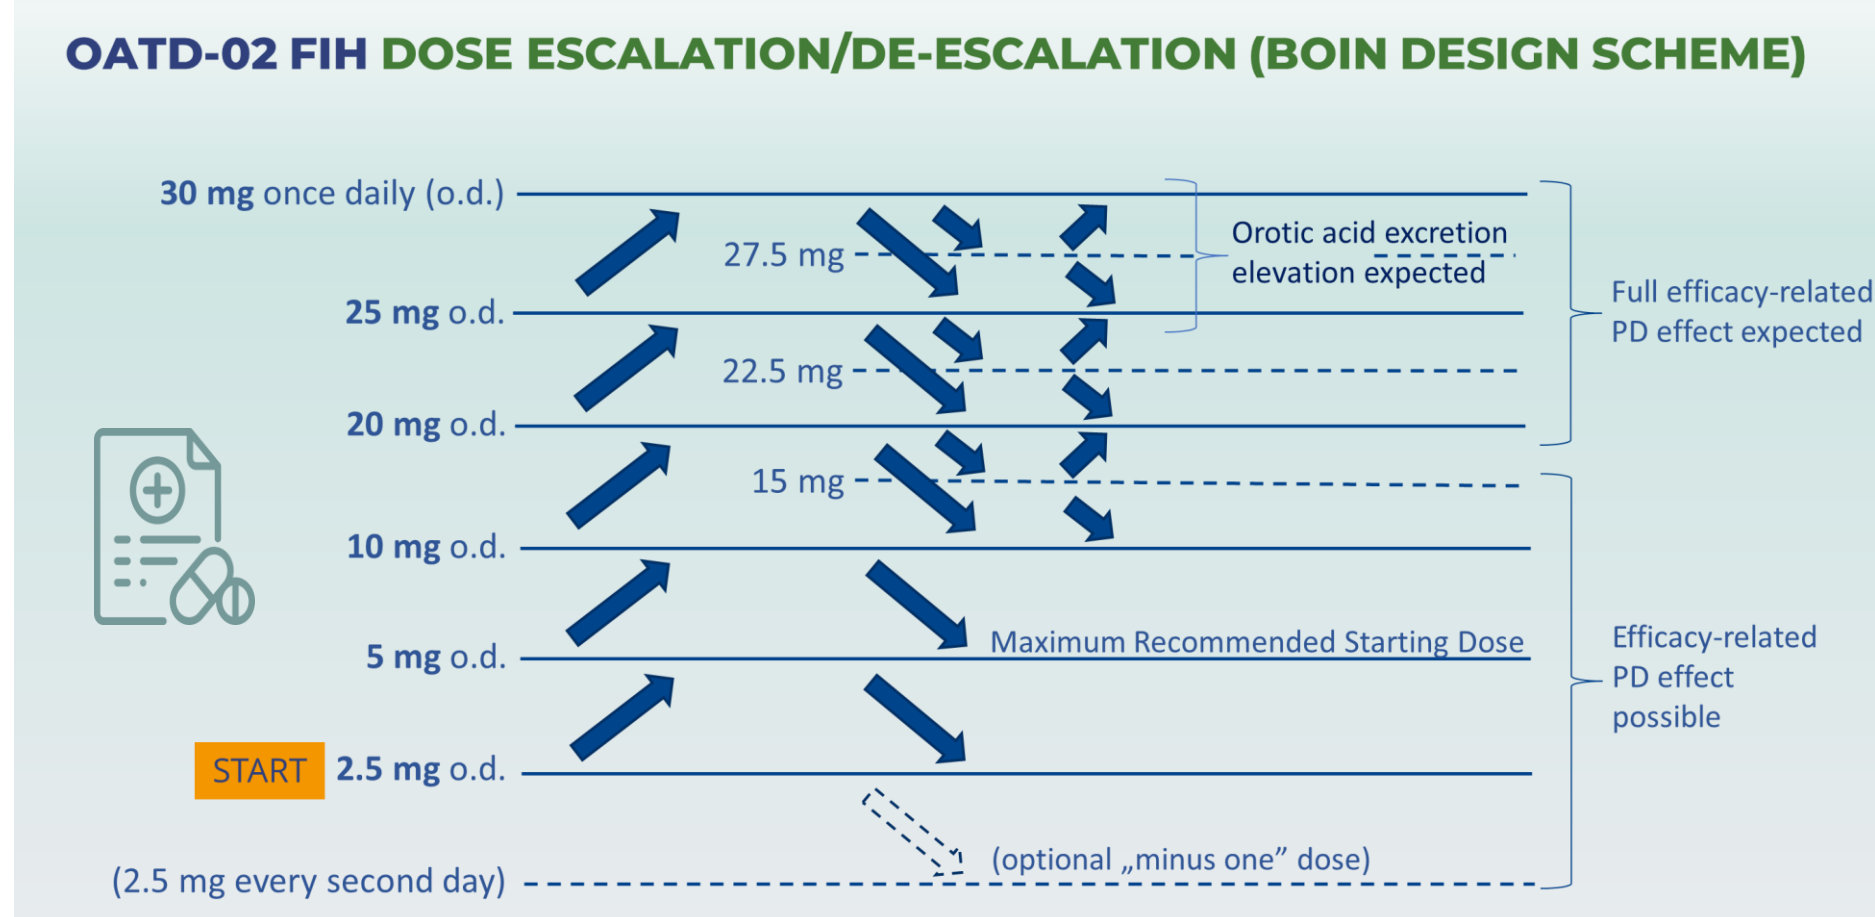 OATD-02 FIH DOSE ESCALATION/DE-ESCALATION (BOIN DESIGN SCHEME)
30 mg once daily (o.d.)
27.5 mg
Orotic acid excretion
elevation expected
25 mg o.d.
Full efficacy-related
PD effect expected
22.5 mg
20 mg o.d.
15 mg
10 mg o.d.
5 mg o.d.
Maximum Recommended Starting Dose
Efficacy-related
PD effect
possible
START 2.5 mg o.d.
(optional „minus one” dose)
(2.5 mg every second day)